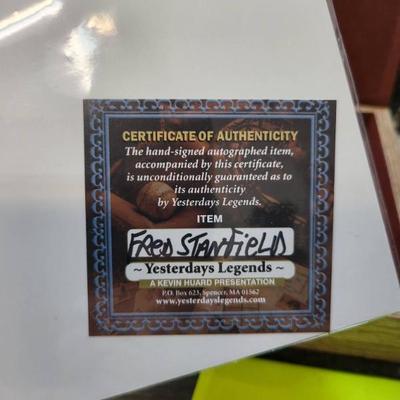 CERTIFICATE OF AUTHENTICITY
The hand-signed autographed item,
accompanied by this certificate,
is unconditionally guaranteed as to
its authenticity
by Yesterdays Legends.
ITEM
FRED STANFIELD
~ Yesterdays Legends ~
A KEVIN HUARD PRESENTATION
P.O. Box 623, Spencer, MA 01562
www.yesterdayslegends.com